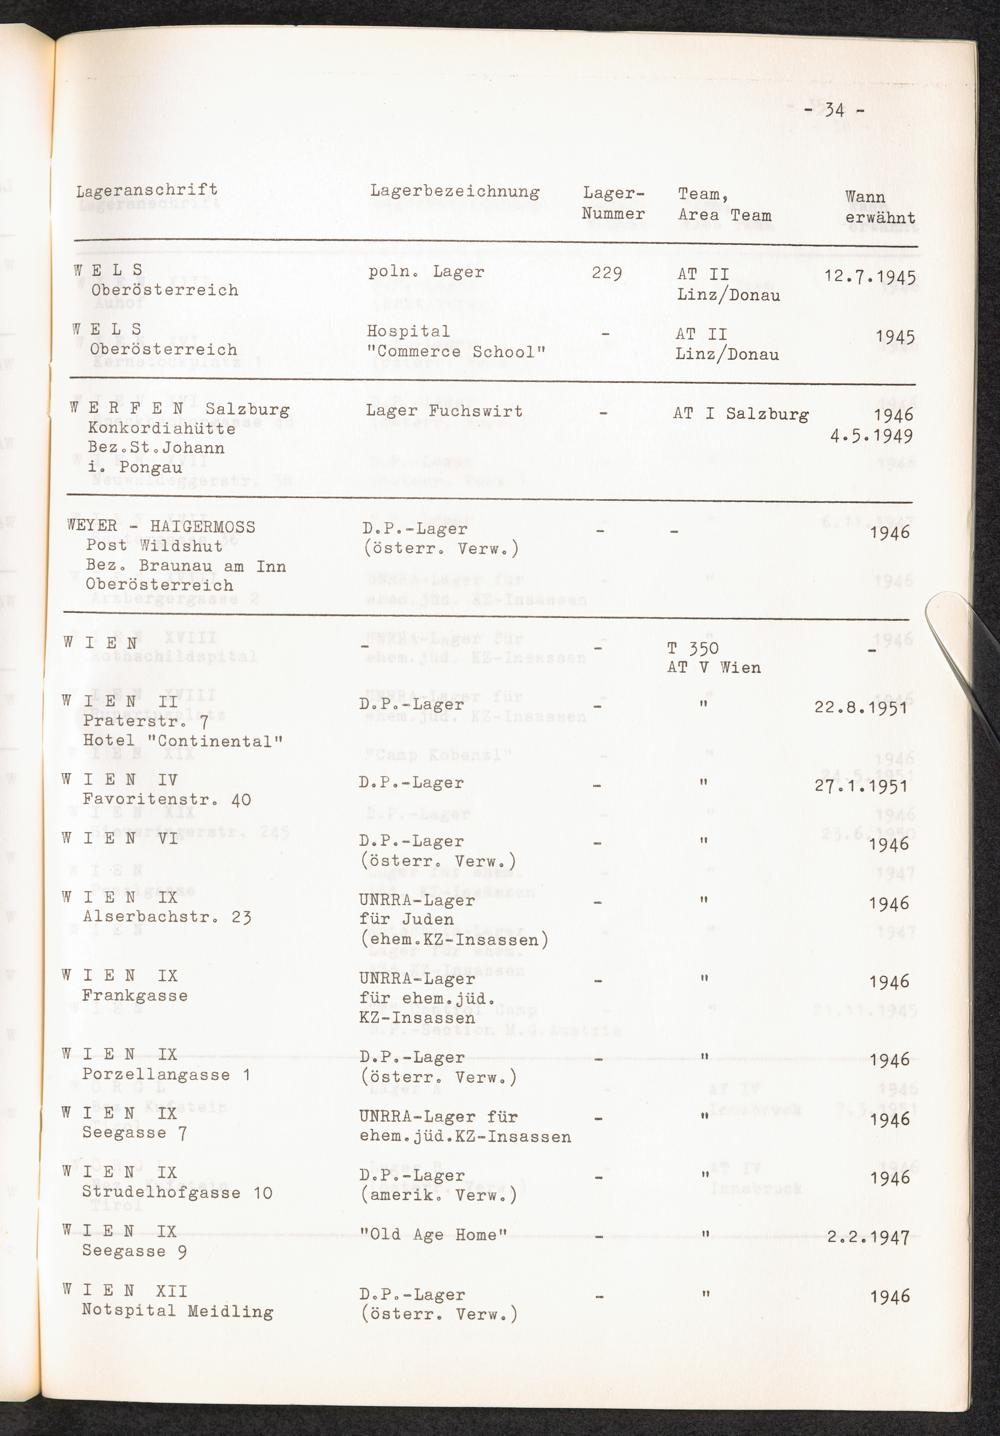 - 34 -
Lageranschrift Lagerbezeichnung Lager- Team, Wann
Nummer Area Team erwähnt
W E L S poln. Lager 229 AT II 12.7.1945
Oberösterreich Linz/Donau
W E L S Hospital - AT II 1945
Oberösterreich "Commerce School" Linz/Donau
W E R F E N Salzburg Lager Fuchswirt - AT I Salzburg 1946
Konkordiahütte 4.5.1949
Bez.St.Johann
i. Pongau
WEYER - HAIGERMOSS D.P.-Lager - - 1946
Post Wildshut (österr. Verw.)
Bez. Braunau am Inn
Oberösterreich
W I E N - - T 350 -
AT V Wien
W I E N II D.P.-Lager - " 22.8.1951
Praterstr. 7
Hotel "Continental"
W I E N IV D.P.-Lager - " 27.1.1951
Favoritenstr. 40
W I E N VI D.P.-Lager - " 1946
(österr. Verw.)
W I E N IX UNRRA-Lager - " 1946
Alserbachstr. 23 für Juden
(ehem.KZ-Insassen)
W I E N IX UNRRA-Lager - " 1946
Frankgasse für ehem.jüd.
KZ-Insassen
W I E N IX D.P.-Lager - " 1946
Porzellangasse 1 (österr. Verw.)
W I E N IX UNRRA-Lager für - " 1946
Seegasse 7 ehem.jüd.KZ-Insassen
W I E N IX D.P.-Lager - " 1946
Strudelhofgasse 10 (amerik. Verw.)
W I E N IX "Old Age Home" - " 2.2.1947
Seegasse 9
W I E N XII D.P.-Lager - " 1946
Notspital Meidling (österr. Verw.)